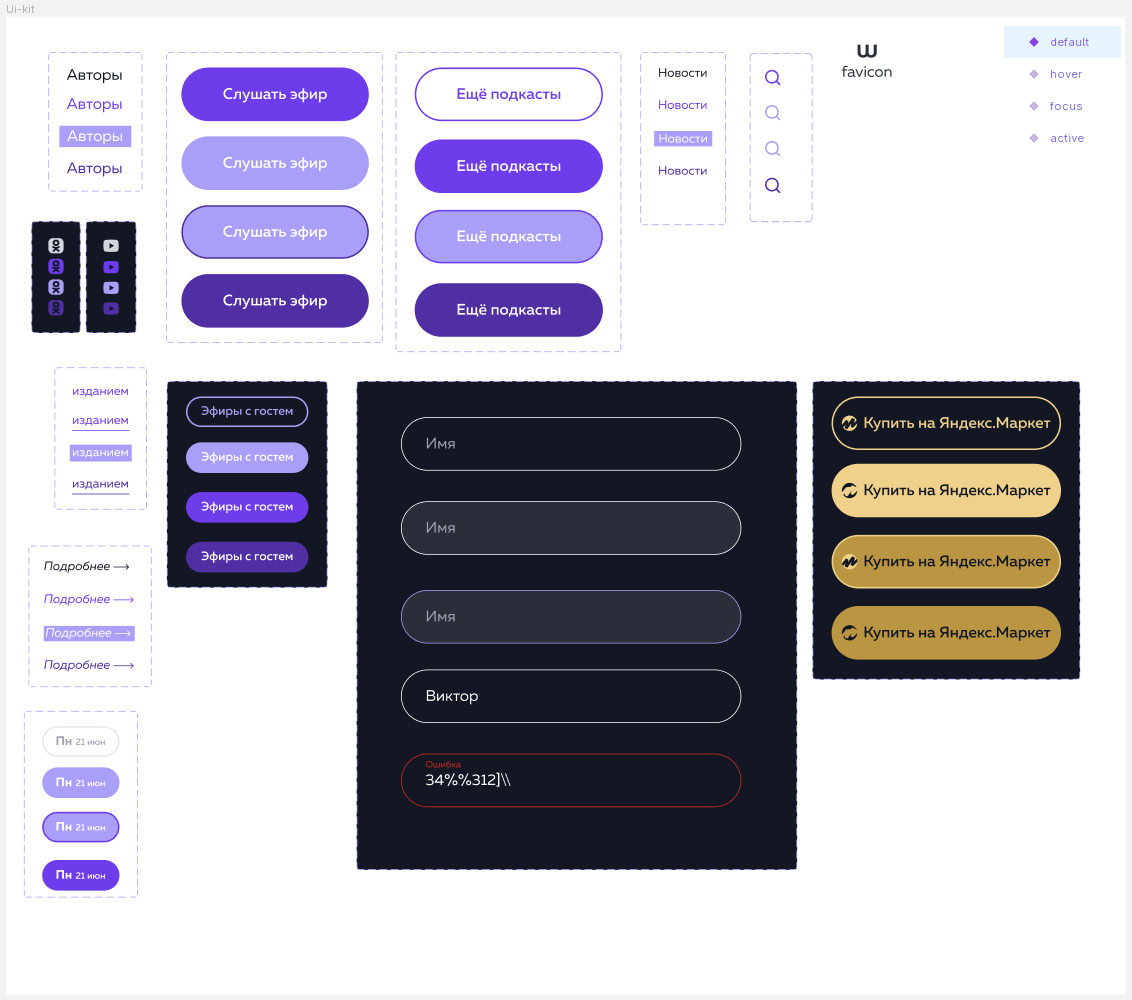 Ui-kit
Авторы
Авторы
Авторы
Авторы
Слушать эфир
Слушать эфир
Слушать эфир
Слушать эфир
Ещё подкасты
Ещё подкасты
Ещё подкасты
Ещё подкасты
Новости
Новости
Новости
Новости
favicon
default
hover
focus
active
изданием
изданием
изданием
изданием
Эфиры с гостем
Эфиры с гостем
Эфиры с гостем
Эфиры с гостем
Имя
Имя
Имя
Виктор
Ошибка
34%%312]\\
Купить на Яндекс.Маркет
Купить на Яндекс.Маркет
Купить на Яндекс.Маркет
Купить на Яндекс.Маркет
Подробнее
Подробнее
Подробнее
Подробнее
Пн 21 июн
Пн 21 июн
Пн 21 июн
Пн 21 июн